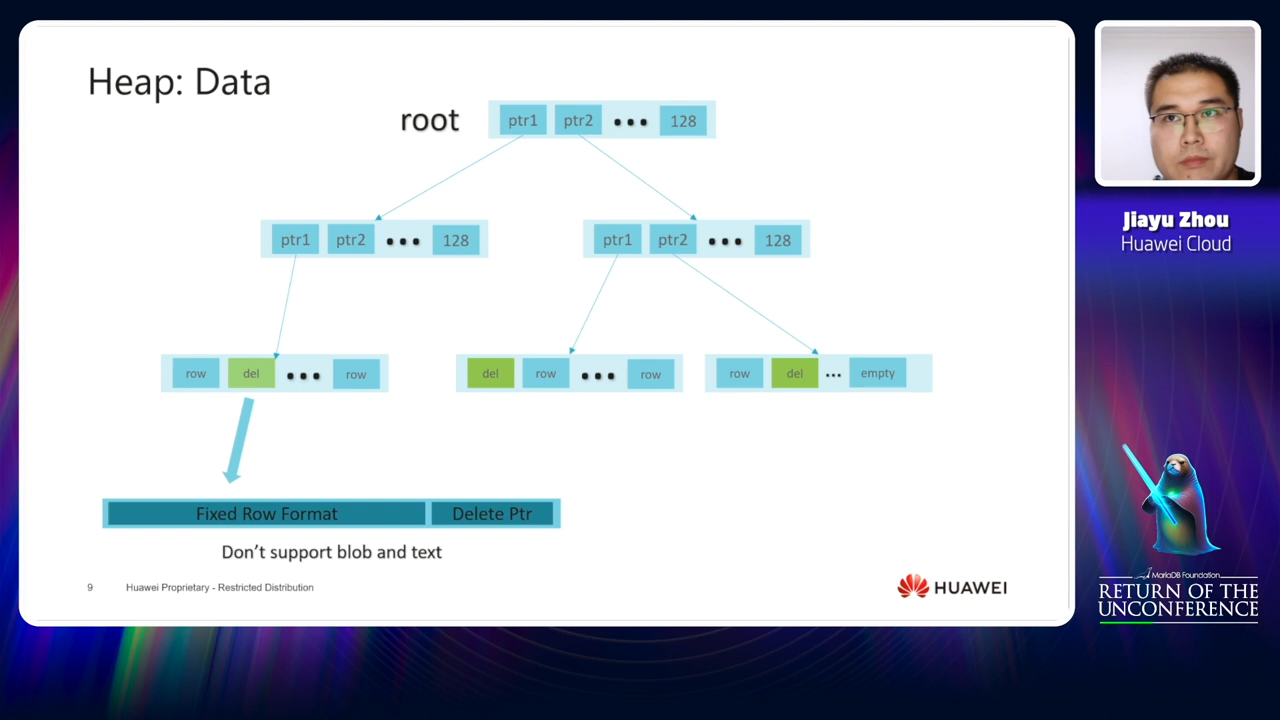 Heap: Data
root
ptr1 ptr2 ••• 128
ptr1 ptr2 ••• 128
ptr1 ptr2 ••• 128
row del ••• row
del row ••• row
row del ... empty
Fixed Row Format Delete Ptr
Don't support blob and text
9 Huawei Proprietary - Restricted Distribution
HUAWEI
Jiayu Zhou
Huawei Cloud
MariaDB Foundation
RETURN OF THE
UNCONFERENCE